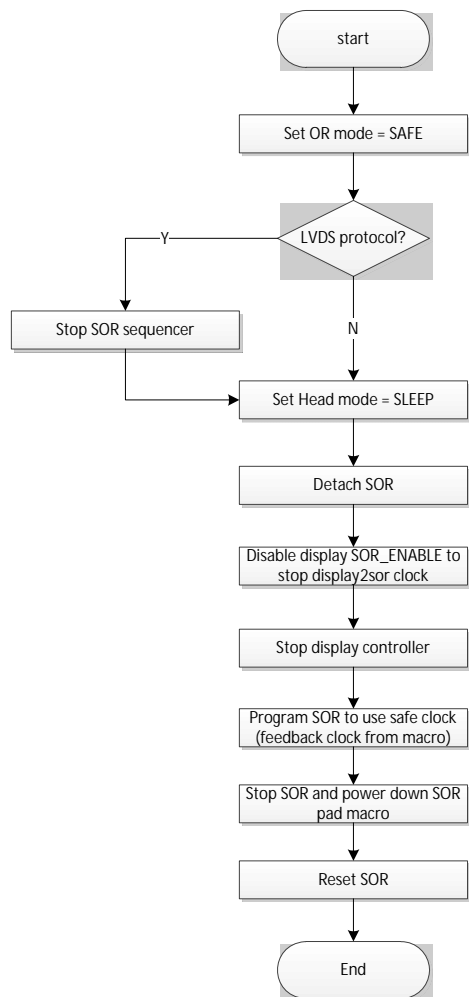 start
Set OR mode = SAFE
LVDS protocol?
Y
Stop SOR sequencer
N
Set Head mode = SLEEP
Detach SOR
Disable display SOR_ENABLE to
stop display2sor clock
Stop display controller
Program SOR to use safe clock
(feedback clock from macro)
Stop SOR and power down SOR
pad macro
Reset SOR
End